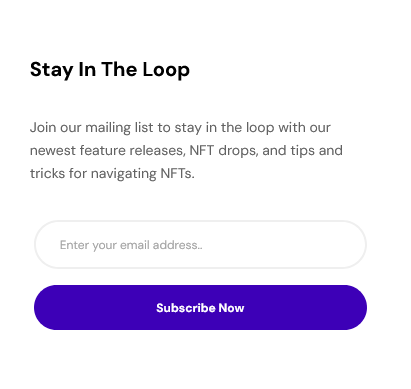 Stay In The Loop
Join our mailing list to stay in the loop with our
newest feature releases, NFT drops, and tips and
tricks for navigating NFTs.
Enter your email address..
Subscribe Now